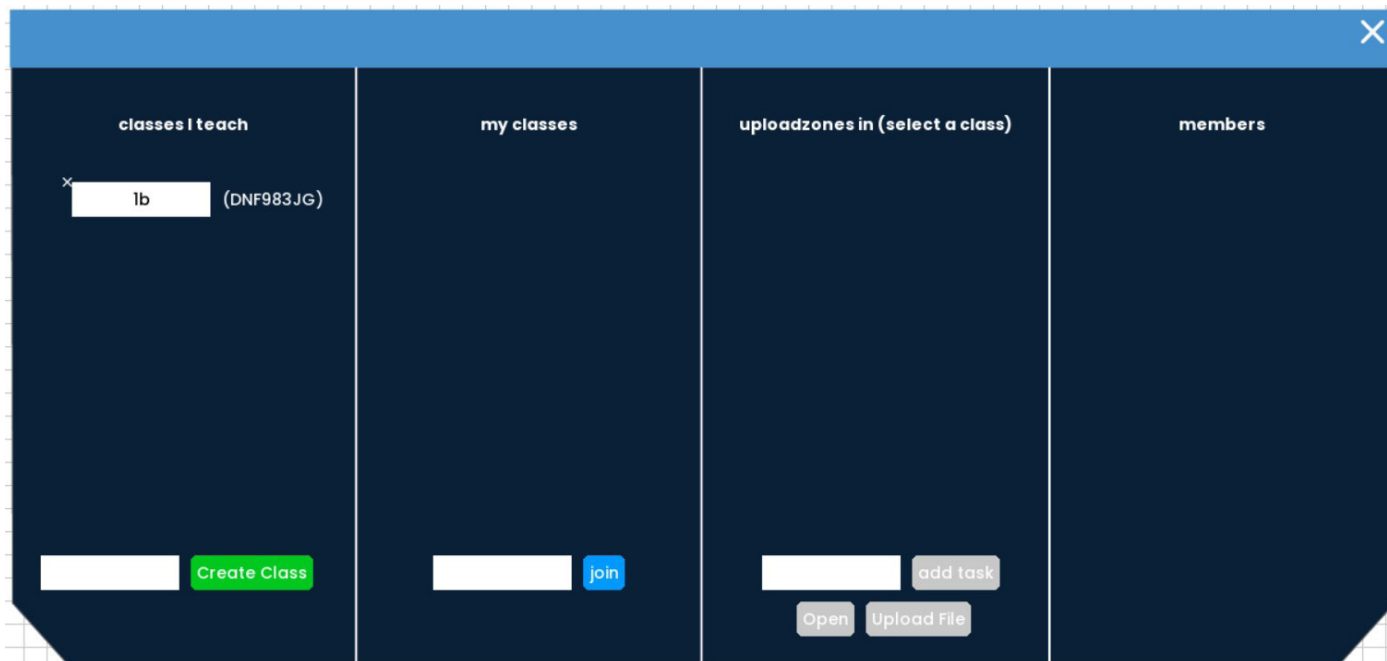 classes I teach
my classes
uploadzones in (select a class)
members
1b
(DNF983JG)
Create Class
join
add task
Open
Upload File